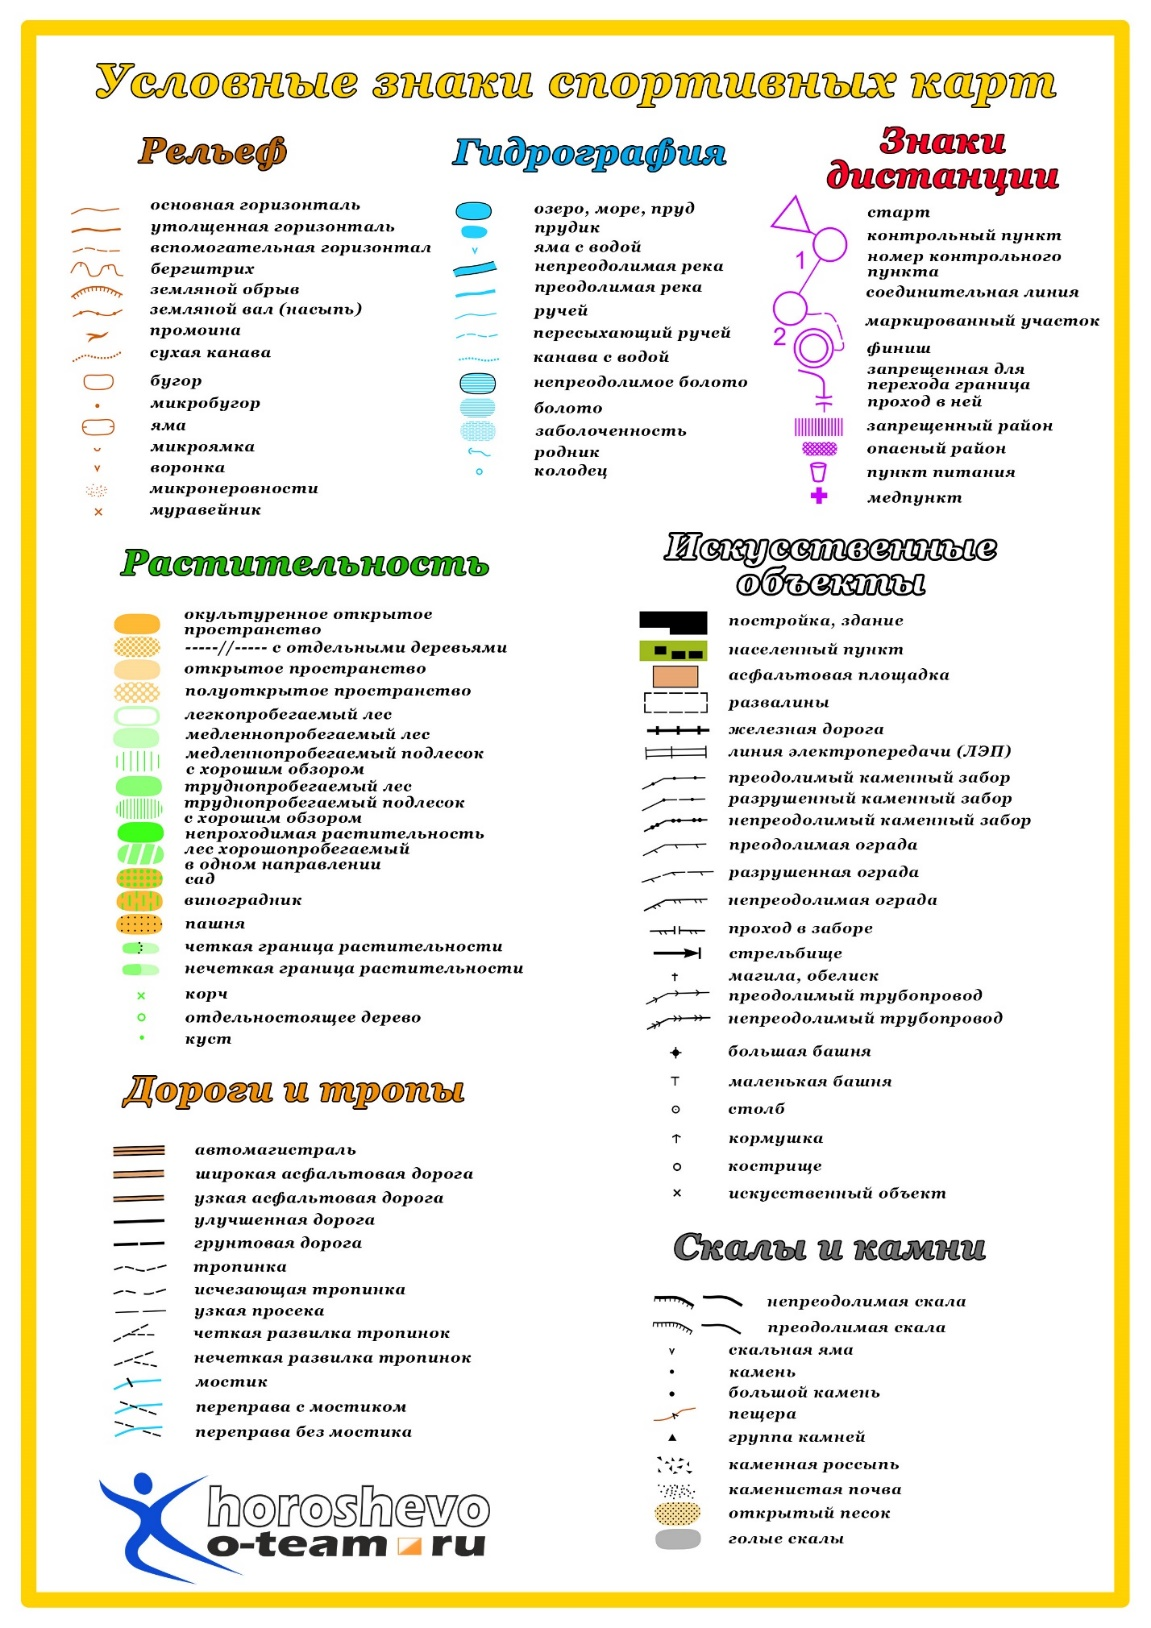 Условные знаки спортивных карт
Рельеф
основная горизонталь
утолщенная горизонталь
вспомогательная горизонтал
бергштрих
земляной обрыв
земляной вал (насыпь)
промоина
сухая канава
бугор
микробугор
яма
микроямка
воронка
микронеровности
муравейник
Гидрография
озеро, море, пруд
прудик
яма с водой
непреодолимая река
преодолимая река
ручей
пересыхающий ручей
канава с водой
непреодолимое болото
болото
заболоченность
родник
колодец
Знаки
дистанции
1
2
старт
контрольный пункт
номер контрольного
пункта
соединительная линия
маркированный участок
финиш
запрещенная для
перехода граница
проход в ней
запрещенный район
опасный район
пункт питания
медпункт
Растительность
окультуренное открытое
пространство
-----//----- с отдельными деревьями
открытое пространство
полуоткрытое пространство
легкопробегаемый лес
медленнопробегаемый лес
медленнопробегаемый подлесок
с хорошим обзором
труднопробегаемый лес
труднопробегаемый подлесок
с хорошим обзором
непроходимая растительность
лес хорошопробегаемый
в одном направлении
сад
виноградник
пашня
четкая граница растительности
нечеткая граница растительности
корч
отдельностоящее дерево
куст
Искусственные
объекты
постройка, здание
населенный пункт
асфальтовая площадка
развалины
железная дорога
линия электропередачи (ЛЭП)
преодолимый каменный забор
разрушенный каменный забор
непреодолимый каменный забор
преодолимая ограда
разрушенная ограда
непреодолимая ограда
проход в заборе
стрельбище
магила, обелиск
преодолимый трубопровод
непреодолимый трубопровод
большая башня
маленькая башня
столб
кормушка
кострище
искусственный объект
Дороги и тропы
автомагистраль
широкая асфальтовая дорога
узкая асфальтовая дорога
улучшенная дорога
грунтовая дорога
тропинка
исчезающая тропинка
узкая просека
четкая развилка тропинок
нечеткая развилка тропинок
мостик
переправа с мостиком
переправа без мостика
Скалы и камни
непреодолимая скала
преодолимая скала
скальная яма
камень
большой камень
пещера
группа камней
каменная россыпь
каменистая почва
открытый песок
голые скалы
horoshevo
o-team ru